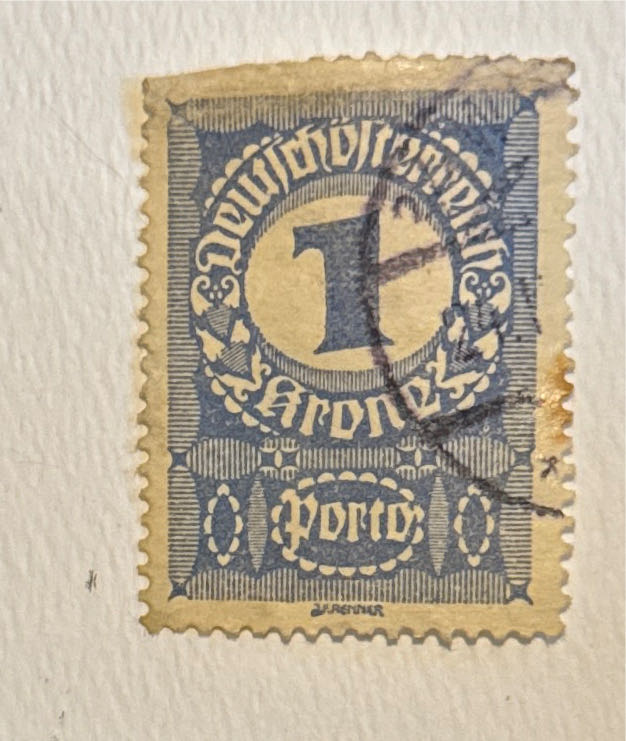 Deutschösterreich
1
Krone
Porto
J.F.RENNER